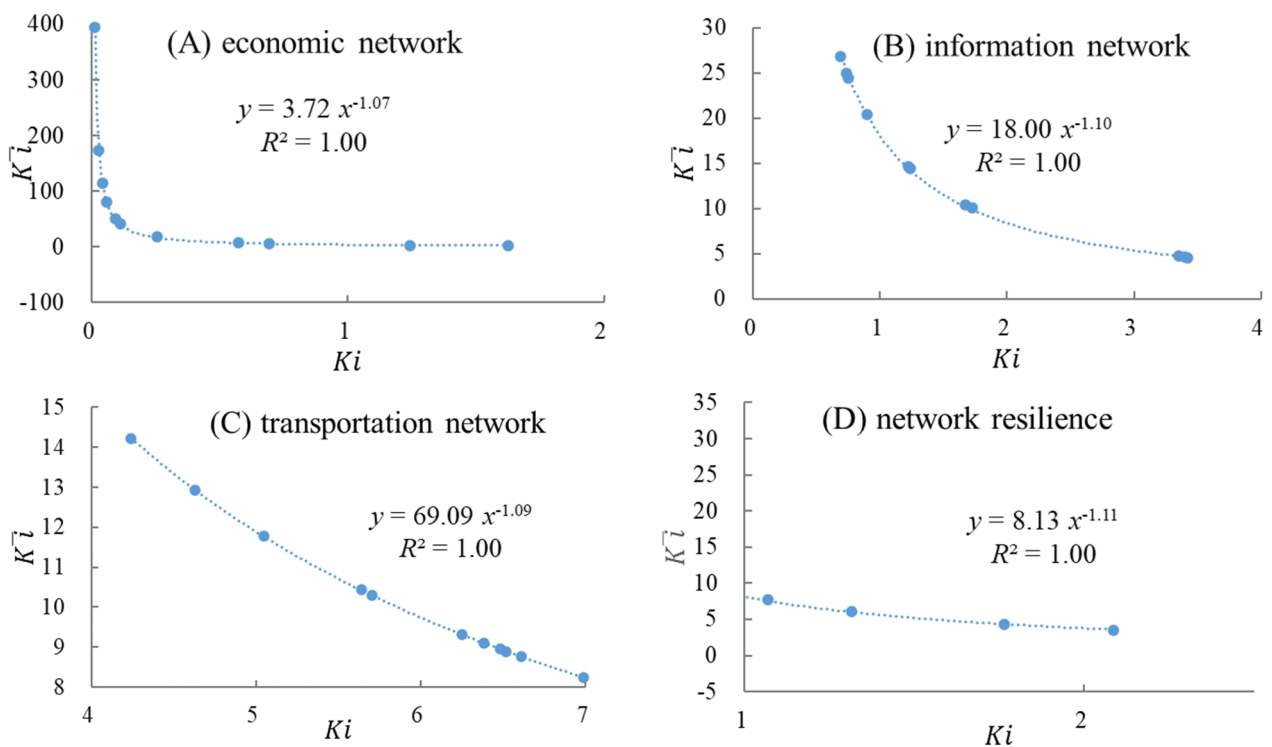 (A) economic network
400
300
200
100
0
-100
K̅i
y = 3.72 x^-1.07
R² = 1.00
0 1 2
Ki
(B) information network
30
25
20
15
10
5
0
K̅i
y = 18.00 x^-1.10
R² = 1.00
0 1 2 3 4
Ki
(C) transportation network
15
14
13
12
11
10
9
8
K̅i
y = 69.09 x^-1.09
R² = 1.00
4 5 6 7
Ki
(D) network resilience
35
30
25
20
15
10
5
0
-5
K̅i
y = 8.13 x^-1.11
R² = 1.00
1 2
Ki